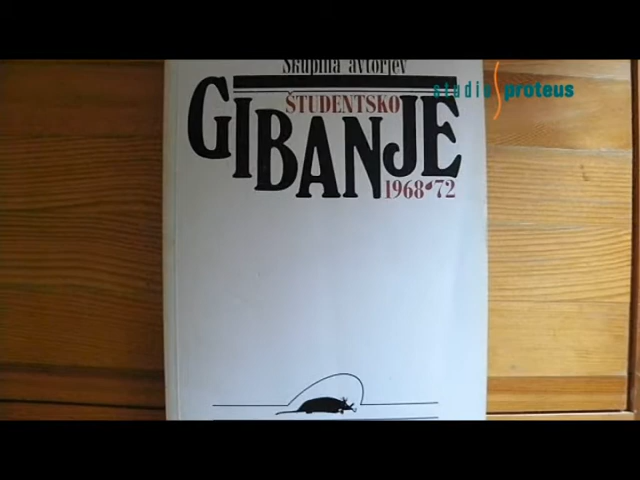 Skupina avtorjev
studio proteus
ŠTUDENTSKO
GIBANJE
1968-72